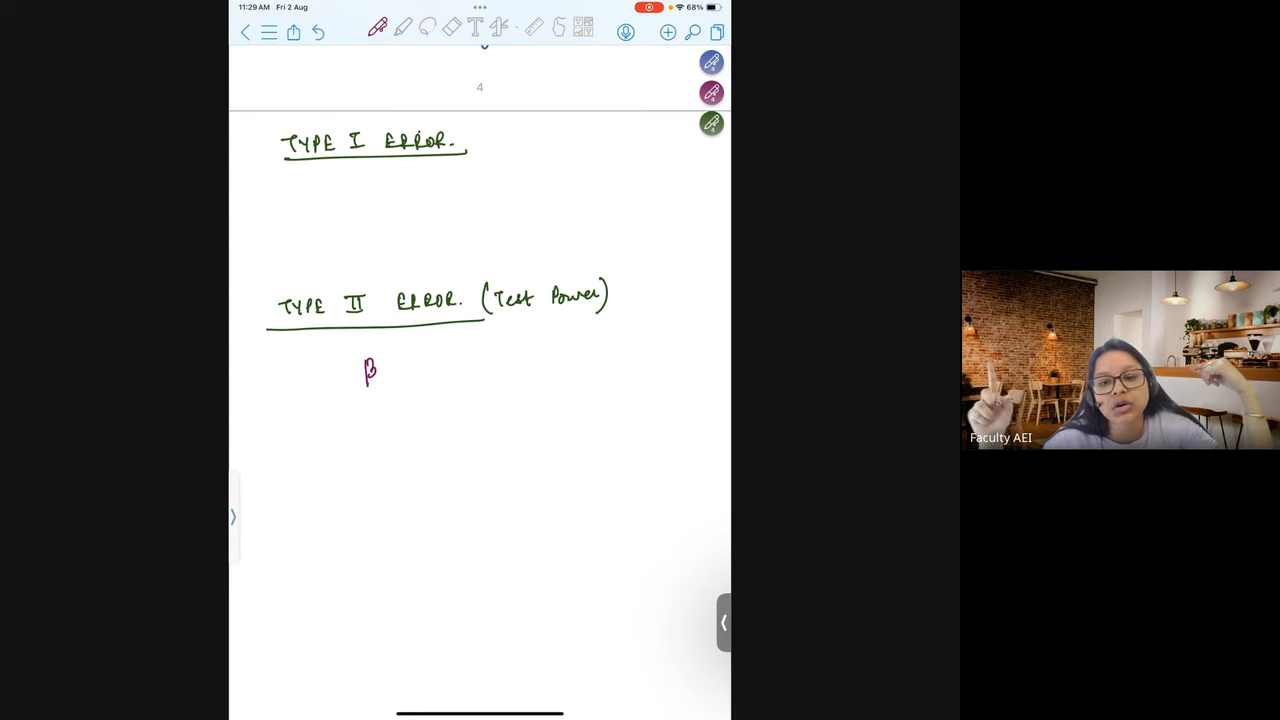 11:29 AM Fri 2 Aug
68%
4
TYPE I ERROR.
TYPE II ERROR. (Test Power)
β
Faculty AEI